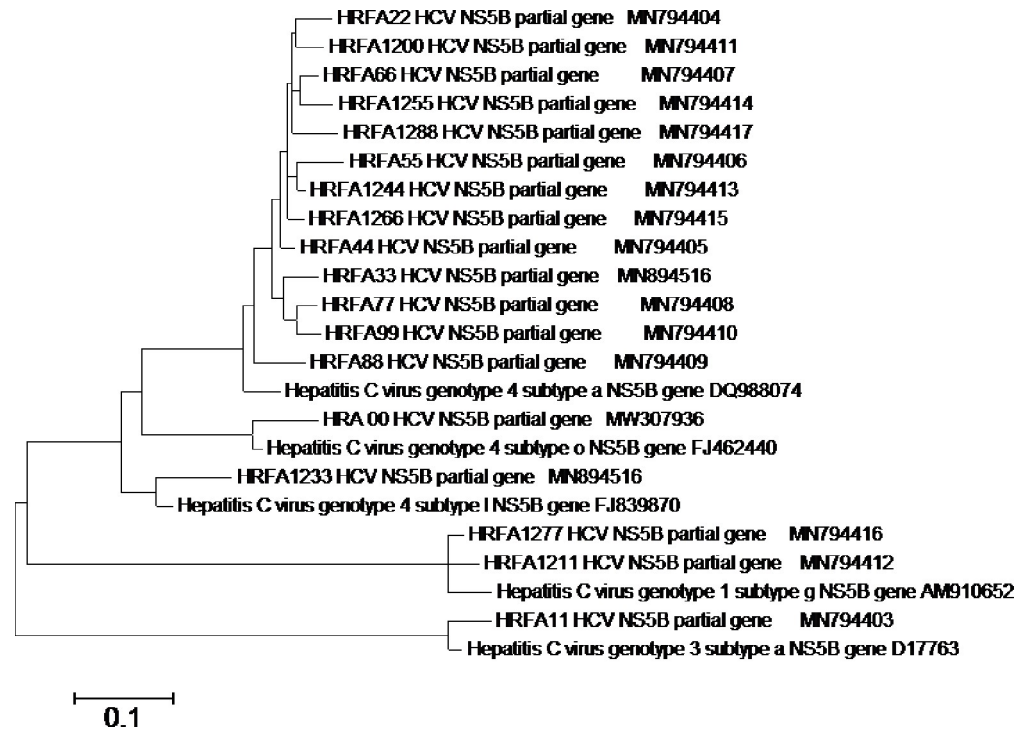 HRFA22 HCV NS5B partial gene MN794404
HRFA1200 HCV NS5B partial gene MN794411
HRFA66 HCV NS5B partial gene MN794407
HRFA1255 HCV NS5B partial gene MN794414
HRFA1288 HCV NS5B partial gene MN794417
HRFA55 HCV NS5B partial gene MN794406
HRFA1244 HCV NS5B partial gene MN794413
HRFA1266 HCV NS5B partial gene MN794415
HRFA44 HCV NS5B partial gene MN794405
HRFA33 HCV NS5B partial gene MN894516
HRFA77 HCV NS5B partial gene MN794408
HRFA99 HCV NS5B partial gene MN794410
HRFA88 HCV NS5B partial gene MN794409
Hepatitis C virus genotype 4 subtype a NS5B gene DQ988074
HRA 00 HCV NS5B partial gene MW307936
Hepatitis C virus genotype 4 subtype o NS5B gene FJ462440
HRFA1233 HCV NS5B partial gene MN894516
Hepatitis C virus genotype 4 subtype l NS5B gene FJ839870
HRFA1277 HCV NS5B partial gene MN794416
HRFA1211 HCV NS5B partial gene MN794412
Hepatitis C virus genotype 1 subtype g NS5B gene AM910652
HRFA11 HCV NS5B partial gene MN794403
Hepatitis C virus genotype 3 subtype a NS5B gene D17763
0.1